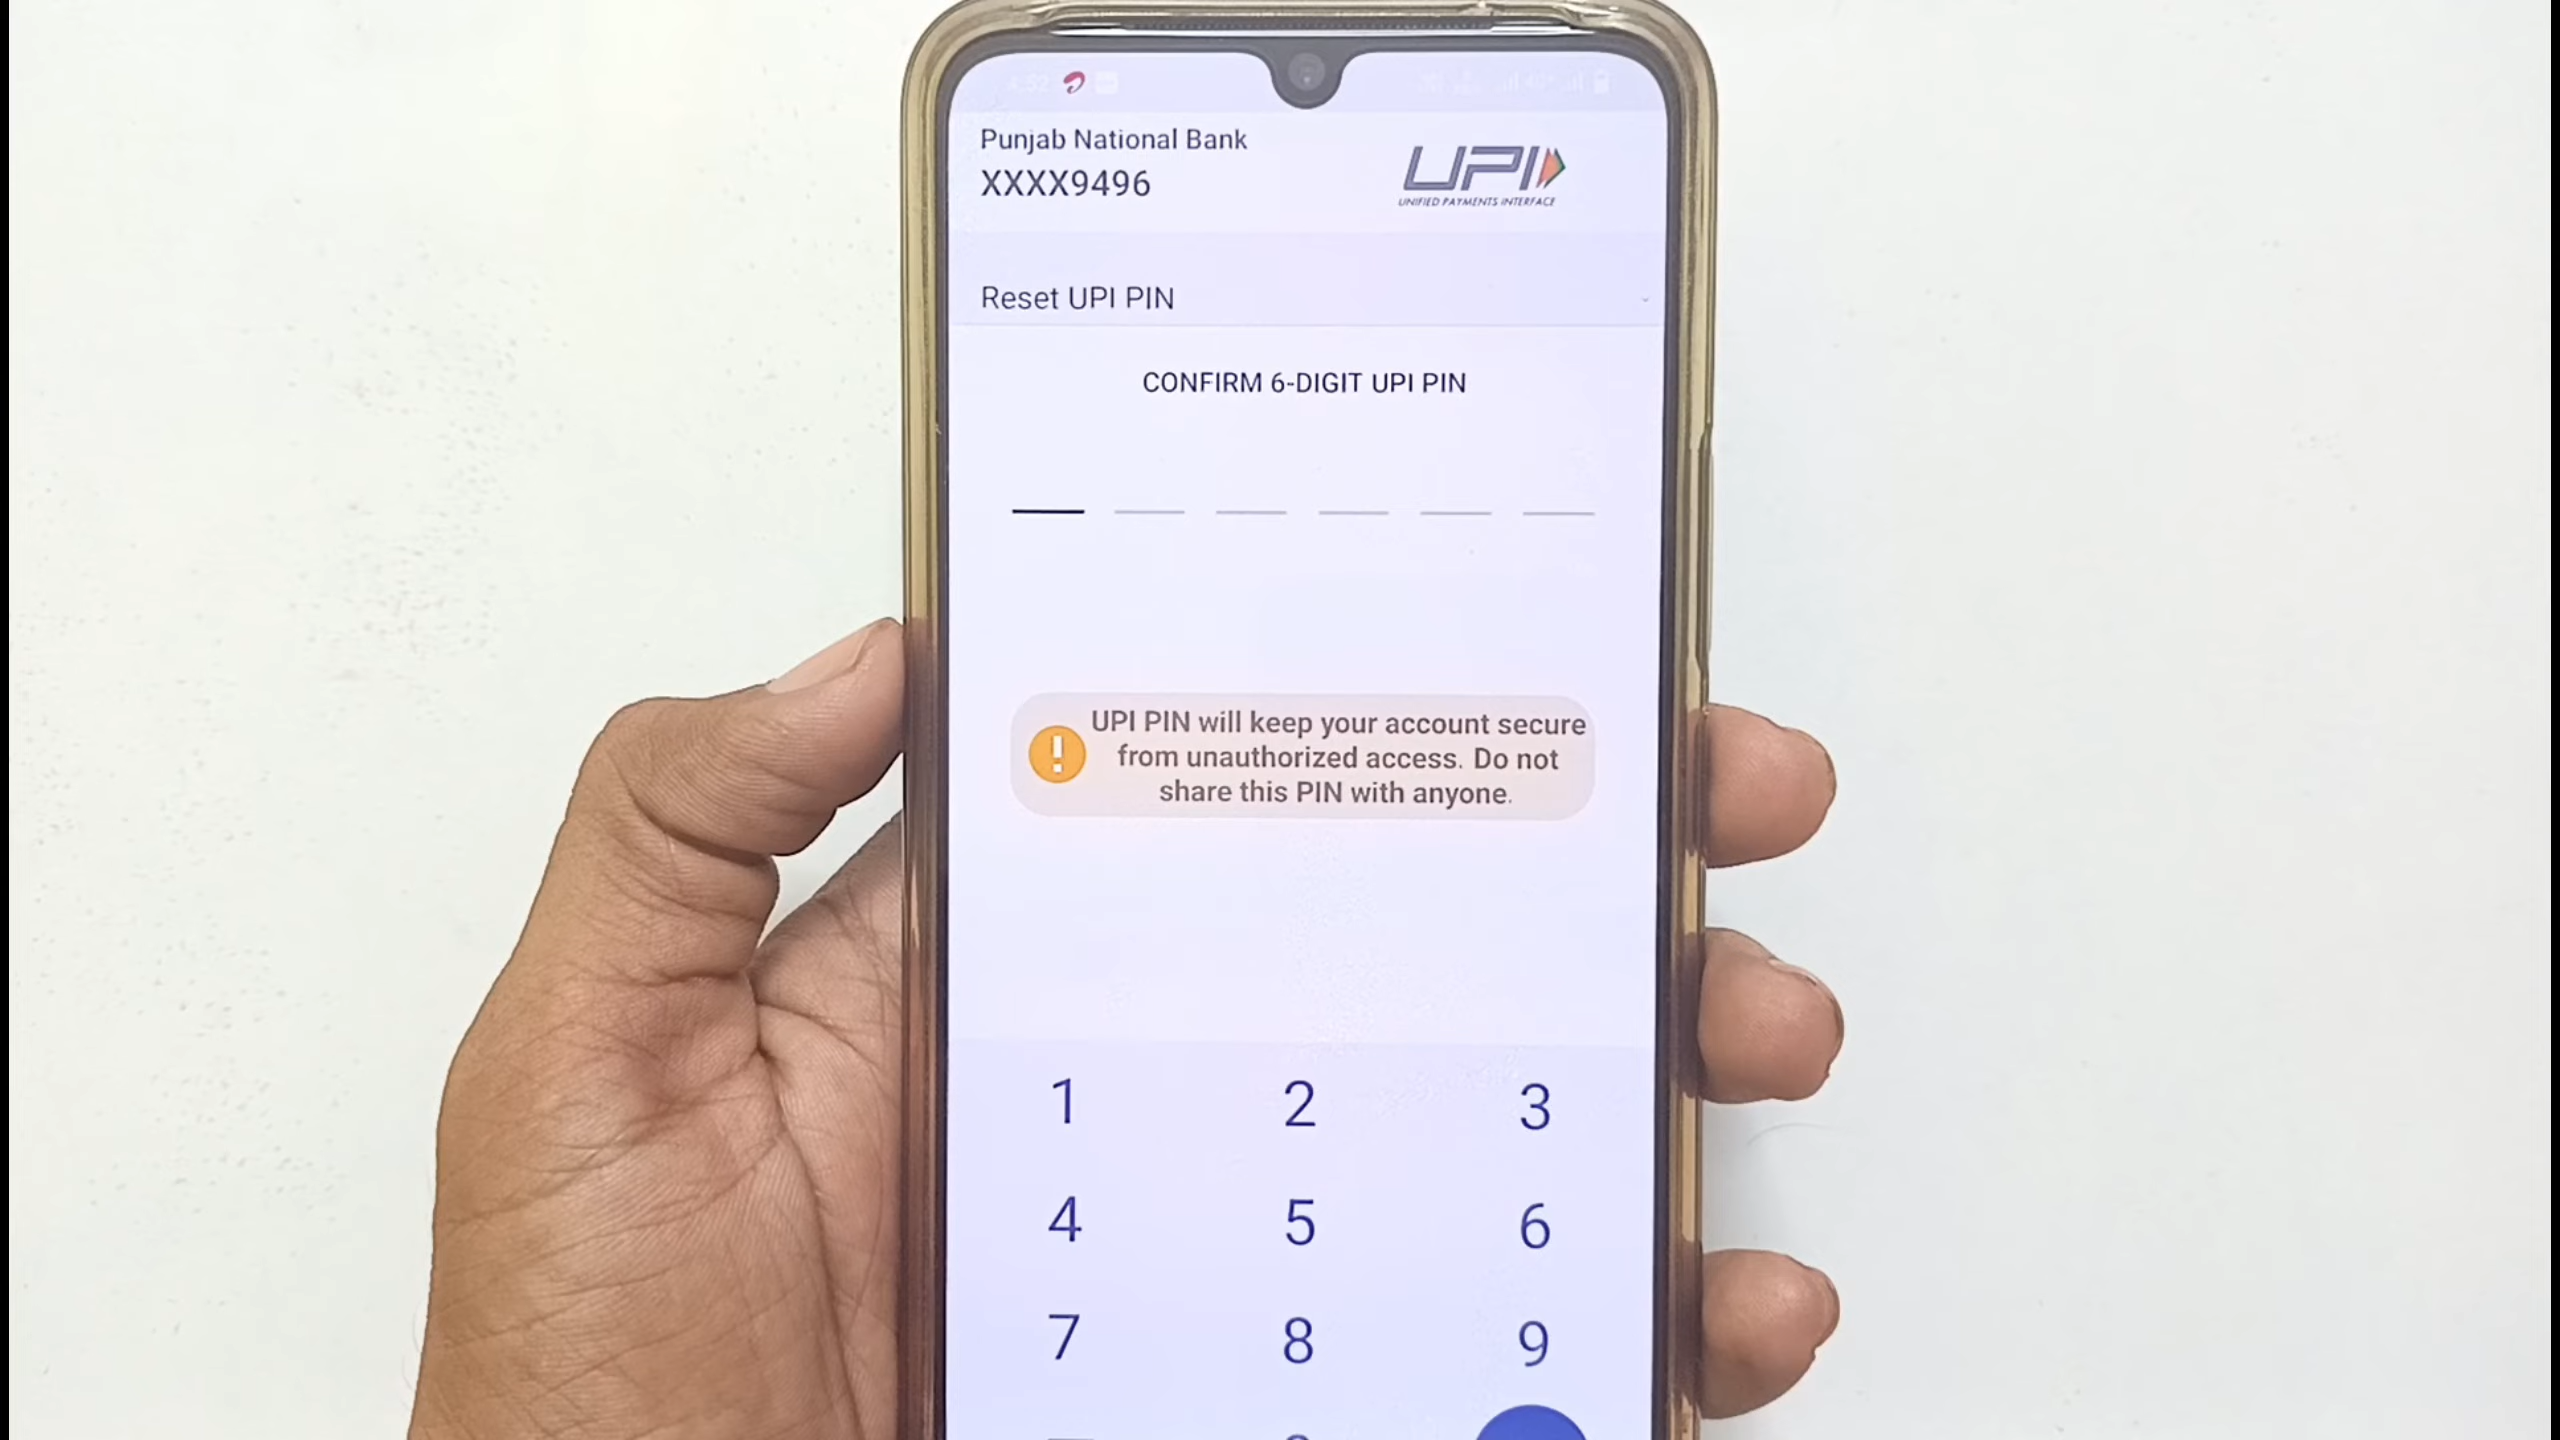 Punjab National Bank
XXXX9496
UPI
UNIFIED PAYMENTS INTERFACE
Reset UPI PIN
CONFIRM 6-DIGIT UPI PIN
UPI PIN will keep your account secure
from unauthorized access. Do not
share this PIN with anyone.
1 2 3
4 5 6
7 8 9